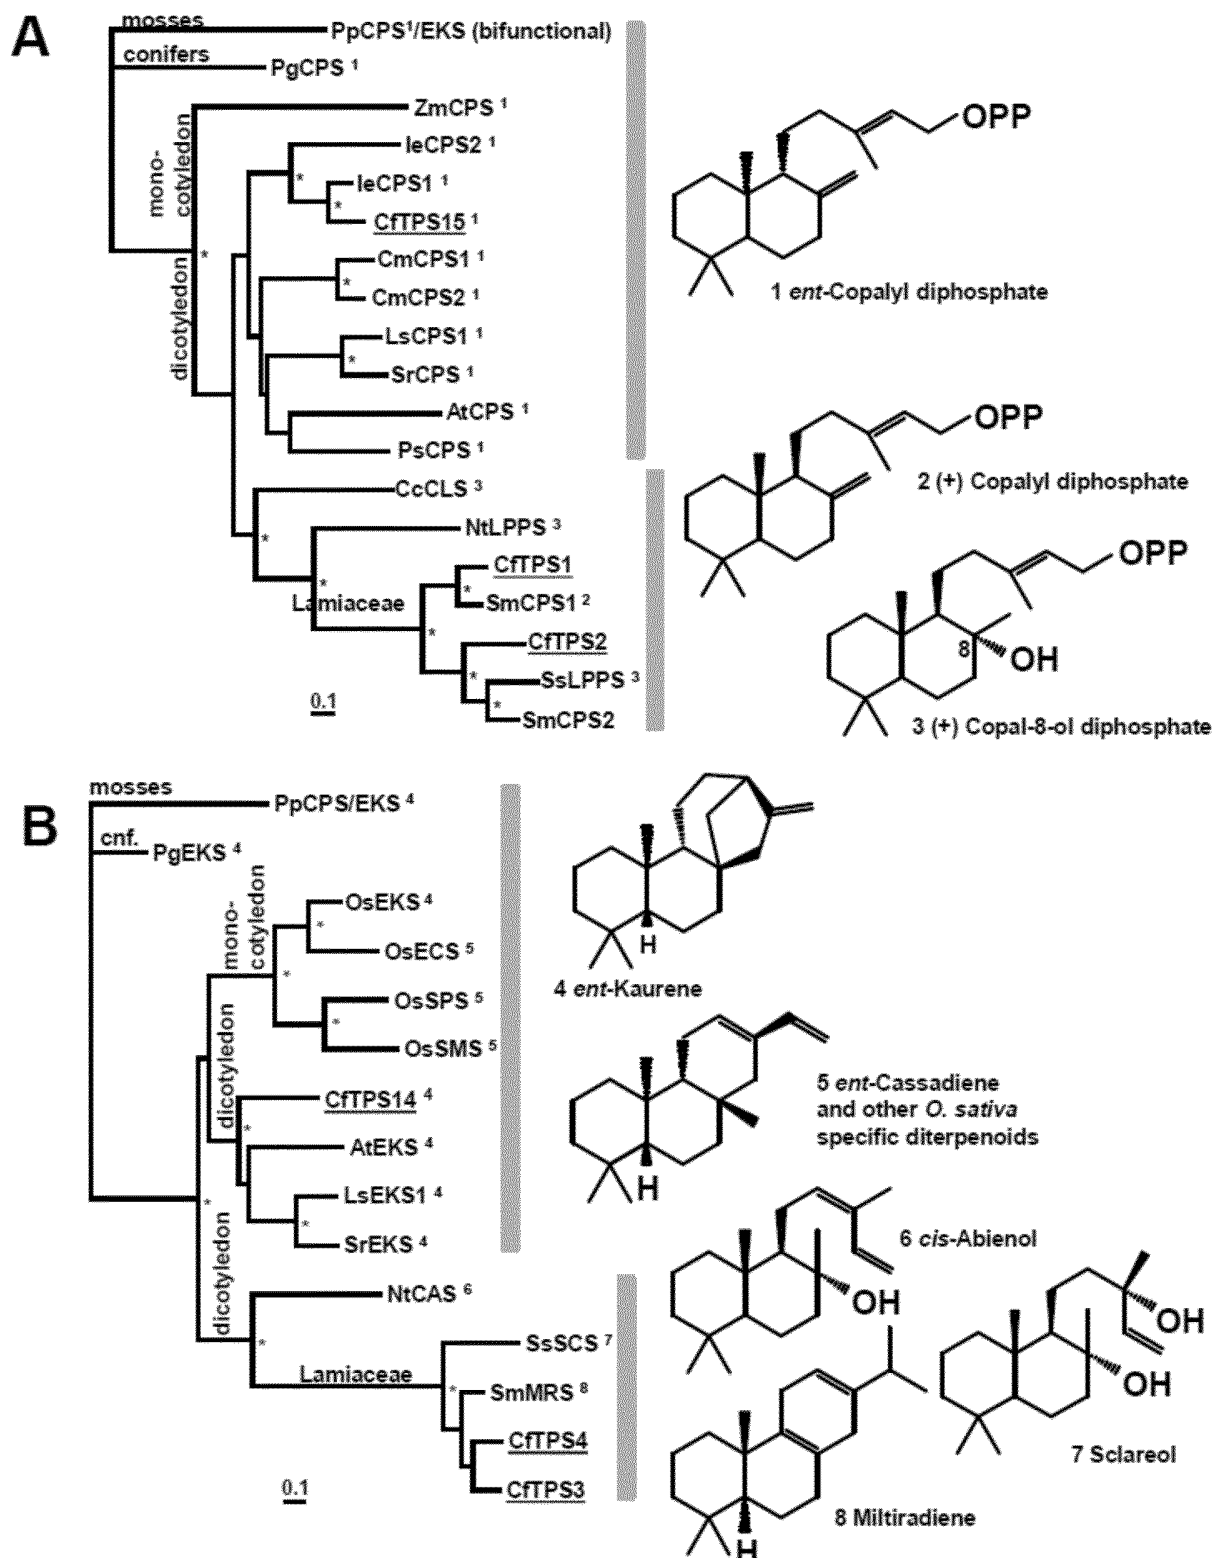 A
mosses
PpCPS¹/EKS (bifunctional)
conifers
PgCPS ¹
ZmCPS ¹
mono-
cotyledon
IeCPS2 ¹
*
IeCPS1 ¹
*
CfTPS15 ¹
*
dicotyledon
CmCPS1 ¹
*
CmCPS2 ¹
LsCPS1 ¹
*
SrCPS ¹
AtCPS ¹
PsCPS ¹
CcCLS ³
*
NtLPPS ³
*
CfTPS1
*
Lamiaceae
SmCPS1 ²
*
CfTPS2
*
SsLPPS ³
*
SmCPS2
0.1
OPP
1 ent-Copalyl diphosphate
OPP
2 (+) Copalyl diphosphate
OPP
8
OH
3 (+) Copal-8-ol diphosphate
B
mosses
PpCPS/EKS ⁴
cnf.
PgEKS ⁴
mono-
cotyledon
OsEKS ⁴
*
OsECS ⁵
*
OsSPS ⁵
*
OsSMS ⁵
dicotyledon
CfTPS14 ⁴
*
AtEKS ⁴
LsEKS1 ⁴
*
*
SrEKS ⁴
dicotyledon
NtCAS ⁶
*
SsSCS ⁷
Lamiaceae
*
SmMRS ⁸
CfTPS4
CfTPS3
0.1
H
4 ent-Kaurene
H
5 ent-Cassadiene
and other O. sativa
specific diterpenoids
6 cis-Abienol
OH
OH
OH
7 Sclareol
8 Miltiradiene
H